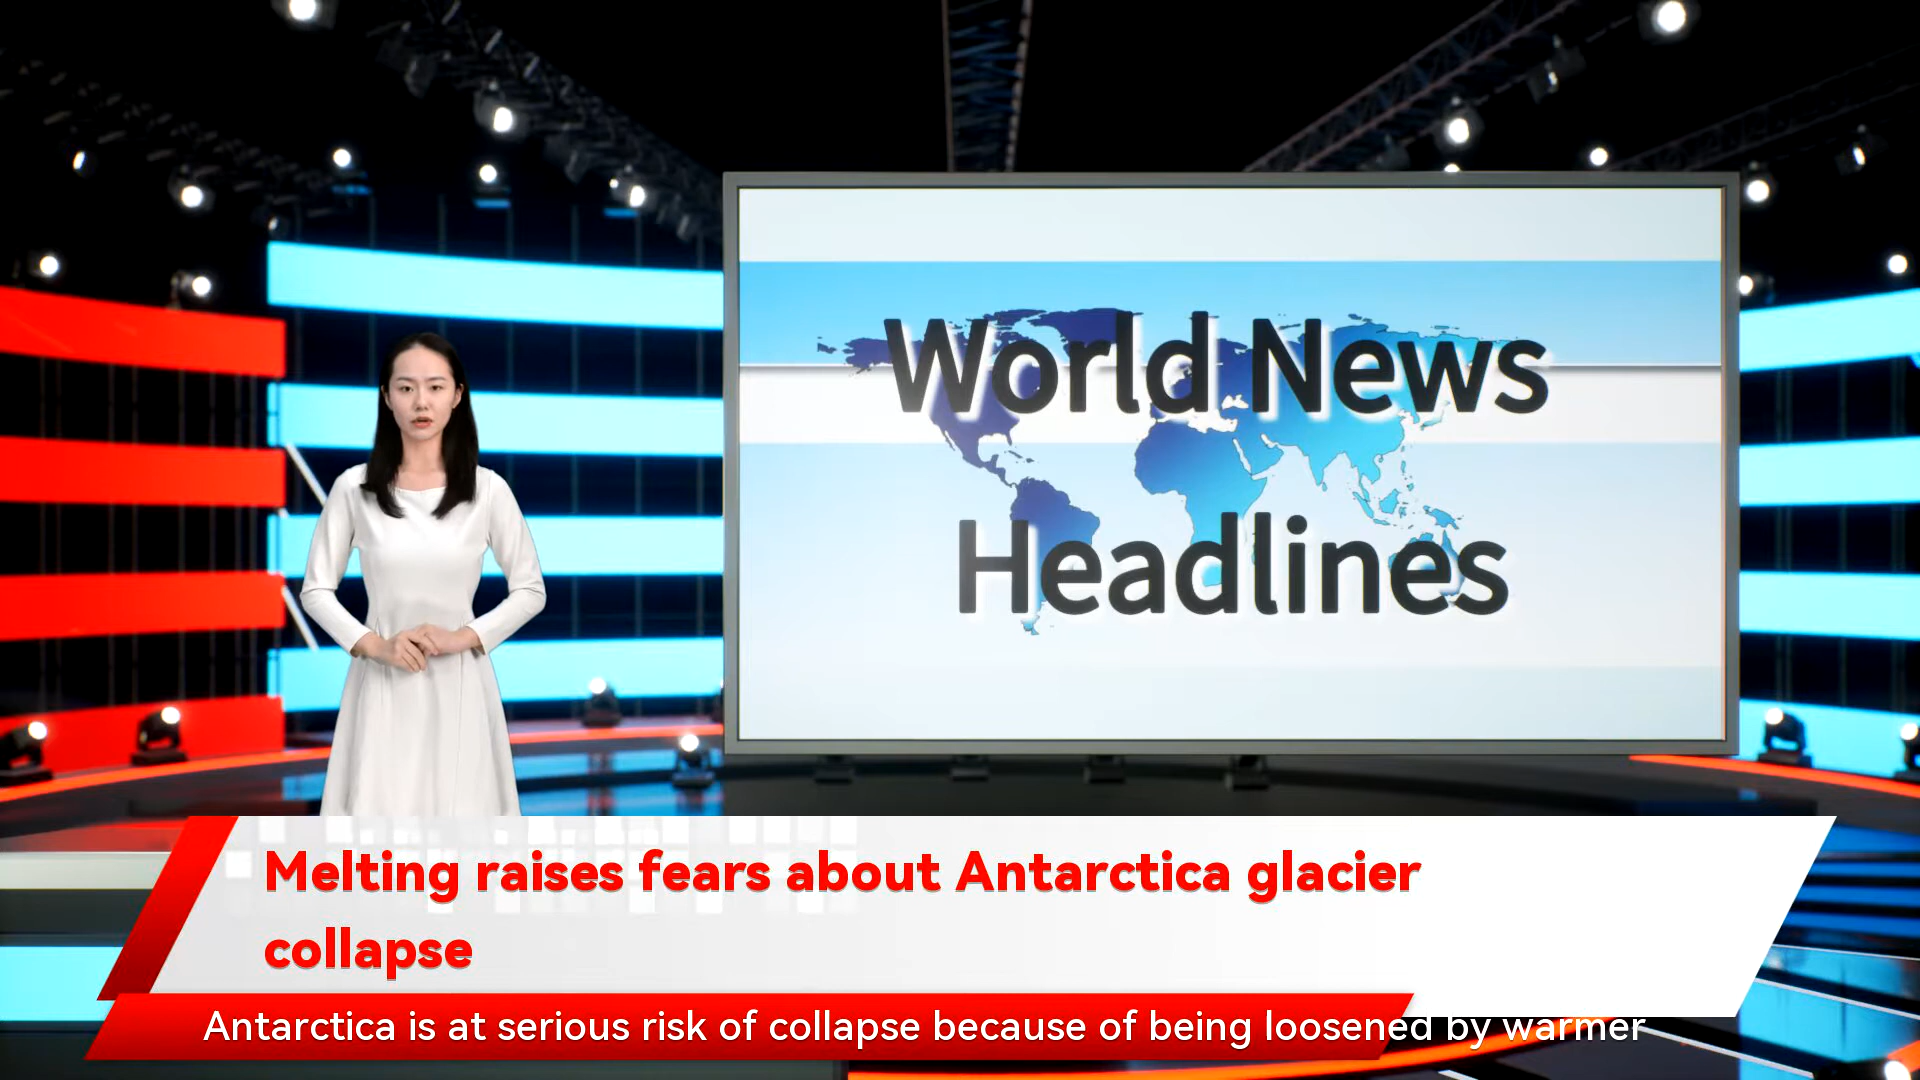 World News
Headlines
Melting raises fears about Antarctica glacier
collapse
Antarctica is at serious risk of collapse because of being loosened by warmer